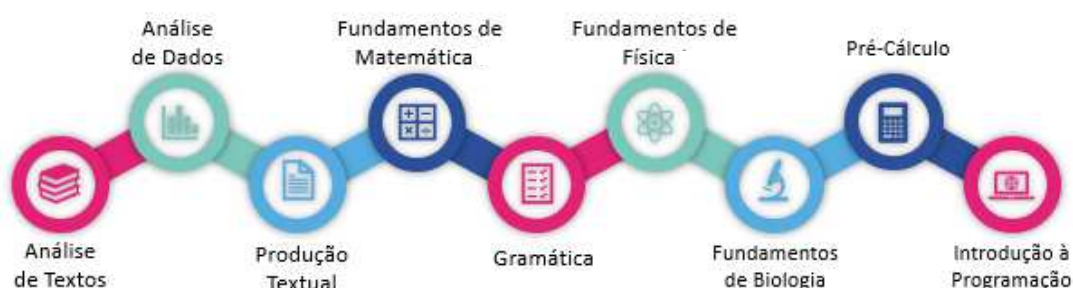 Análise
de Dados
Fundamentos de
Matemática
Fundamentos de
Física
Pré-Cálculo
Análise
de Textos
Produção
Textual
Gramática
Fundamentos
de Biologia
Introdução à
Programação